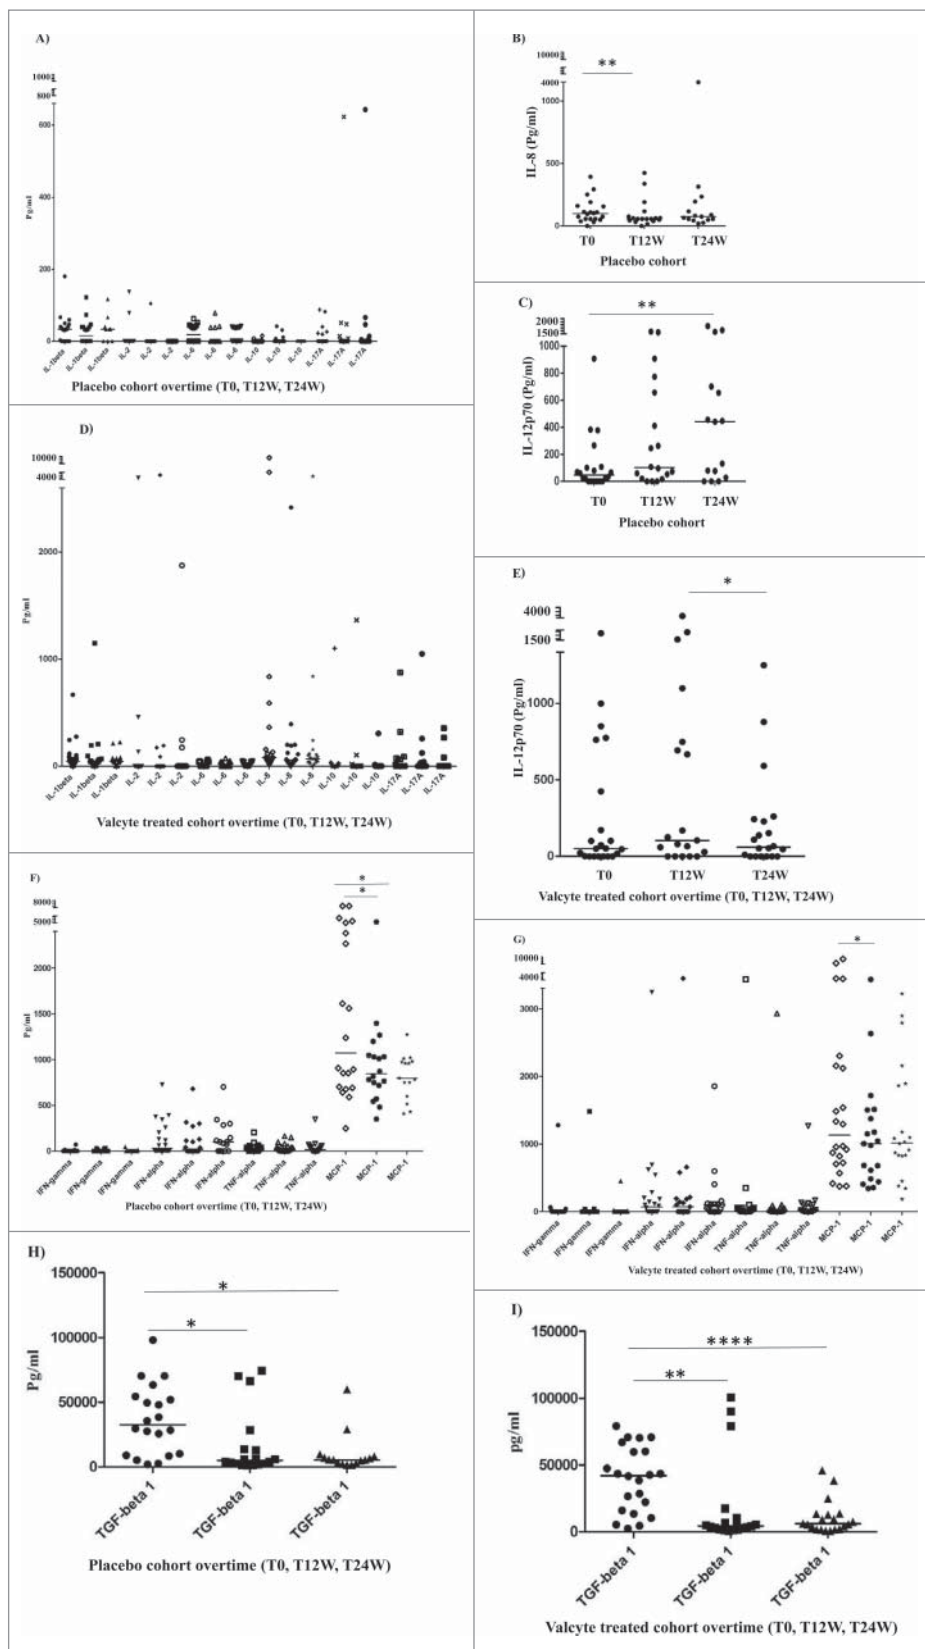 A)
1000
800
600
400
200
0
Pg/ml
IL-1beta
IL-1beta
IL-1beta
IL-2
IL-2
IL-2
IL-6
IL-6
IL-6
IL-10
IL-10
IL-10
IL-17A
IL-17A
IL-17A
Placebo cohort overtime (T0, T12W, T24W)
B)
10000
4000
1000
500
0
IL-8 (Pg/ml)
**
T0 T12W T24W
Placebo cohort
C)
2000
1500
1000
800
600
400
200
0
IL-12p70 (Pg/ml)
**
T0 T12W T24W
Placebo cohort
D)
10000
4000
2000
1000
0
Pg/ml
IL-1beta
IL-1beta
IL-1beta
IL-2
IL-2
IL-2
IL-6
IL-6
IL-6
IL-8
IL-8
IL-8
IL-10
IL-10
IL-10
IL-17A
IL-17A
IL-17A
Valcyte treated cohort overtime (T0, T12W, T24W)
E)
4000
1500
1000
500
0
IL-12p70 (Pg/ml)
*
T0 T12W T24W
Valcyte treated cohort overtime (T0, T12W, T24W)
F)
8000
5000
2000
1500
1000
500
0
Pg/ml
*
*
IFN-gamma
IFN-gamma
IFN-gamma
IFN-alpha
IFN-alpha
IFN-alpha
TNF-alpha
TNF-alpha
TNF-alpha
MCP-1
MCP-1
MCP-1
Placebo cohort overtime (T0, T12W, T24W)
G)
10000
4000
3000
2000
1000
0
Pg/ml
*
IFN-gamma
IFN-gamma
IFN-gamma
IFN-alpha
IFN-alpha
IFN-alpha
TNF-alpha
TNF-alpha
TNF-alpha
MCP-1
MCP-1
MCP-1
Valcyte treated cohort overtime (T0, T12W, T24W)
H)
150000
100000
50000
0
Pg/ml
*
*
TGF-beta 1
TGF-beta 1
TGF-beta 1
Placebo cohort overtime (T0, T12W, T24W)
I)
150000
100000
50000
0
pg/ml
****
**
TGF-beta 1
TGF-beta 1
TGF-beta 1
Valcyte treated cohort overtime (T0, T12W, T24W)